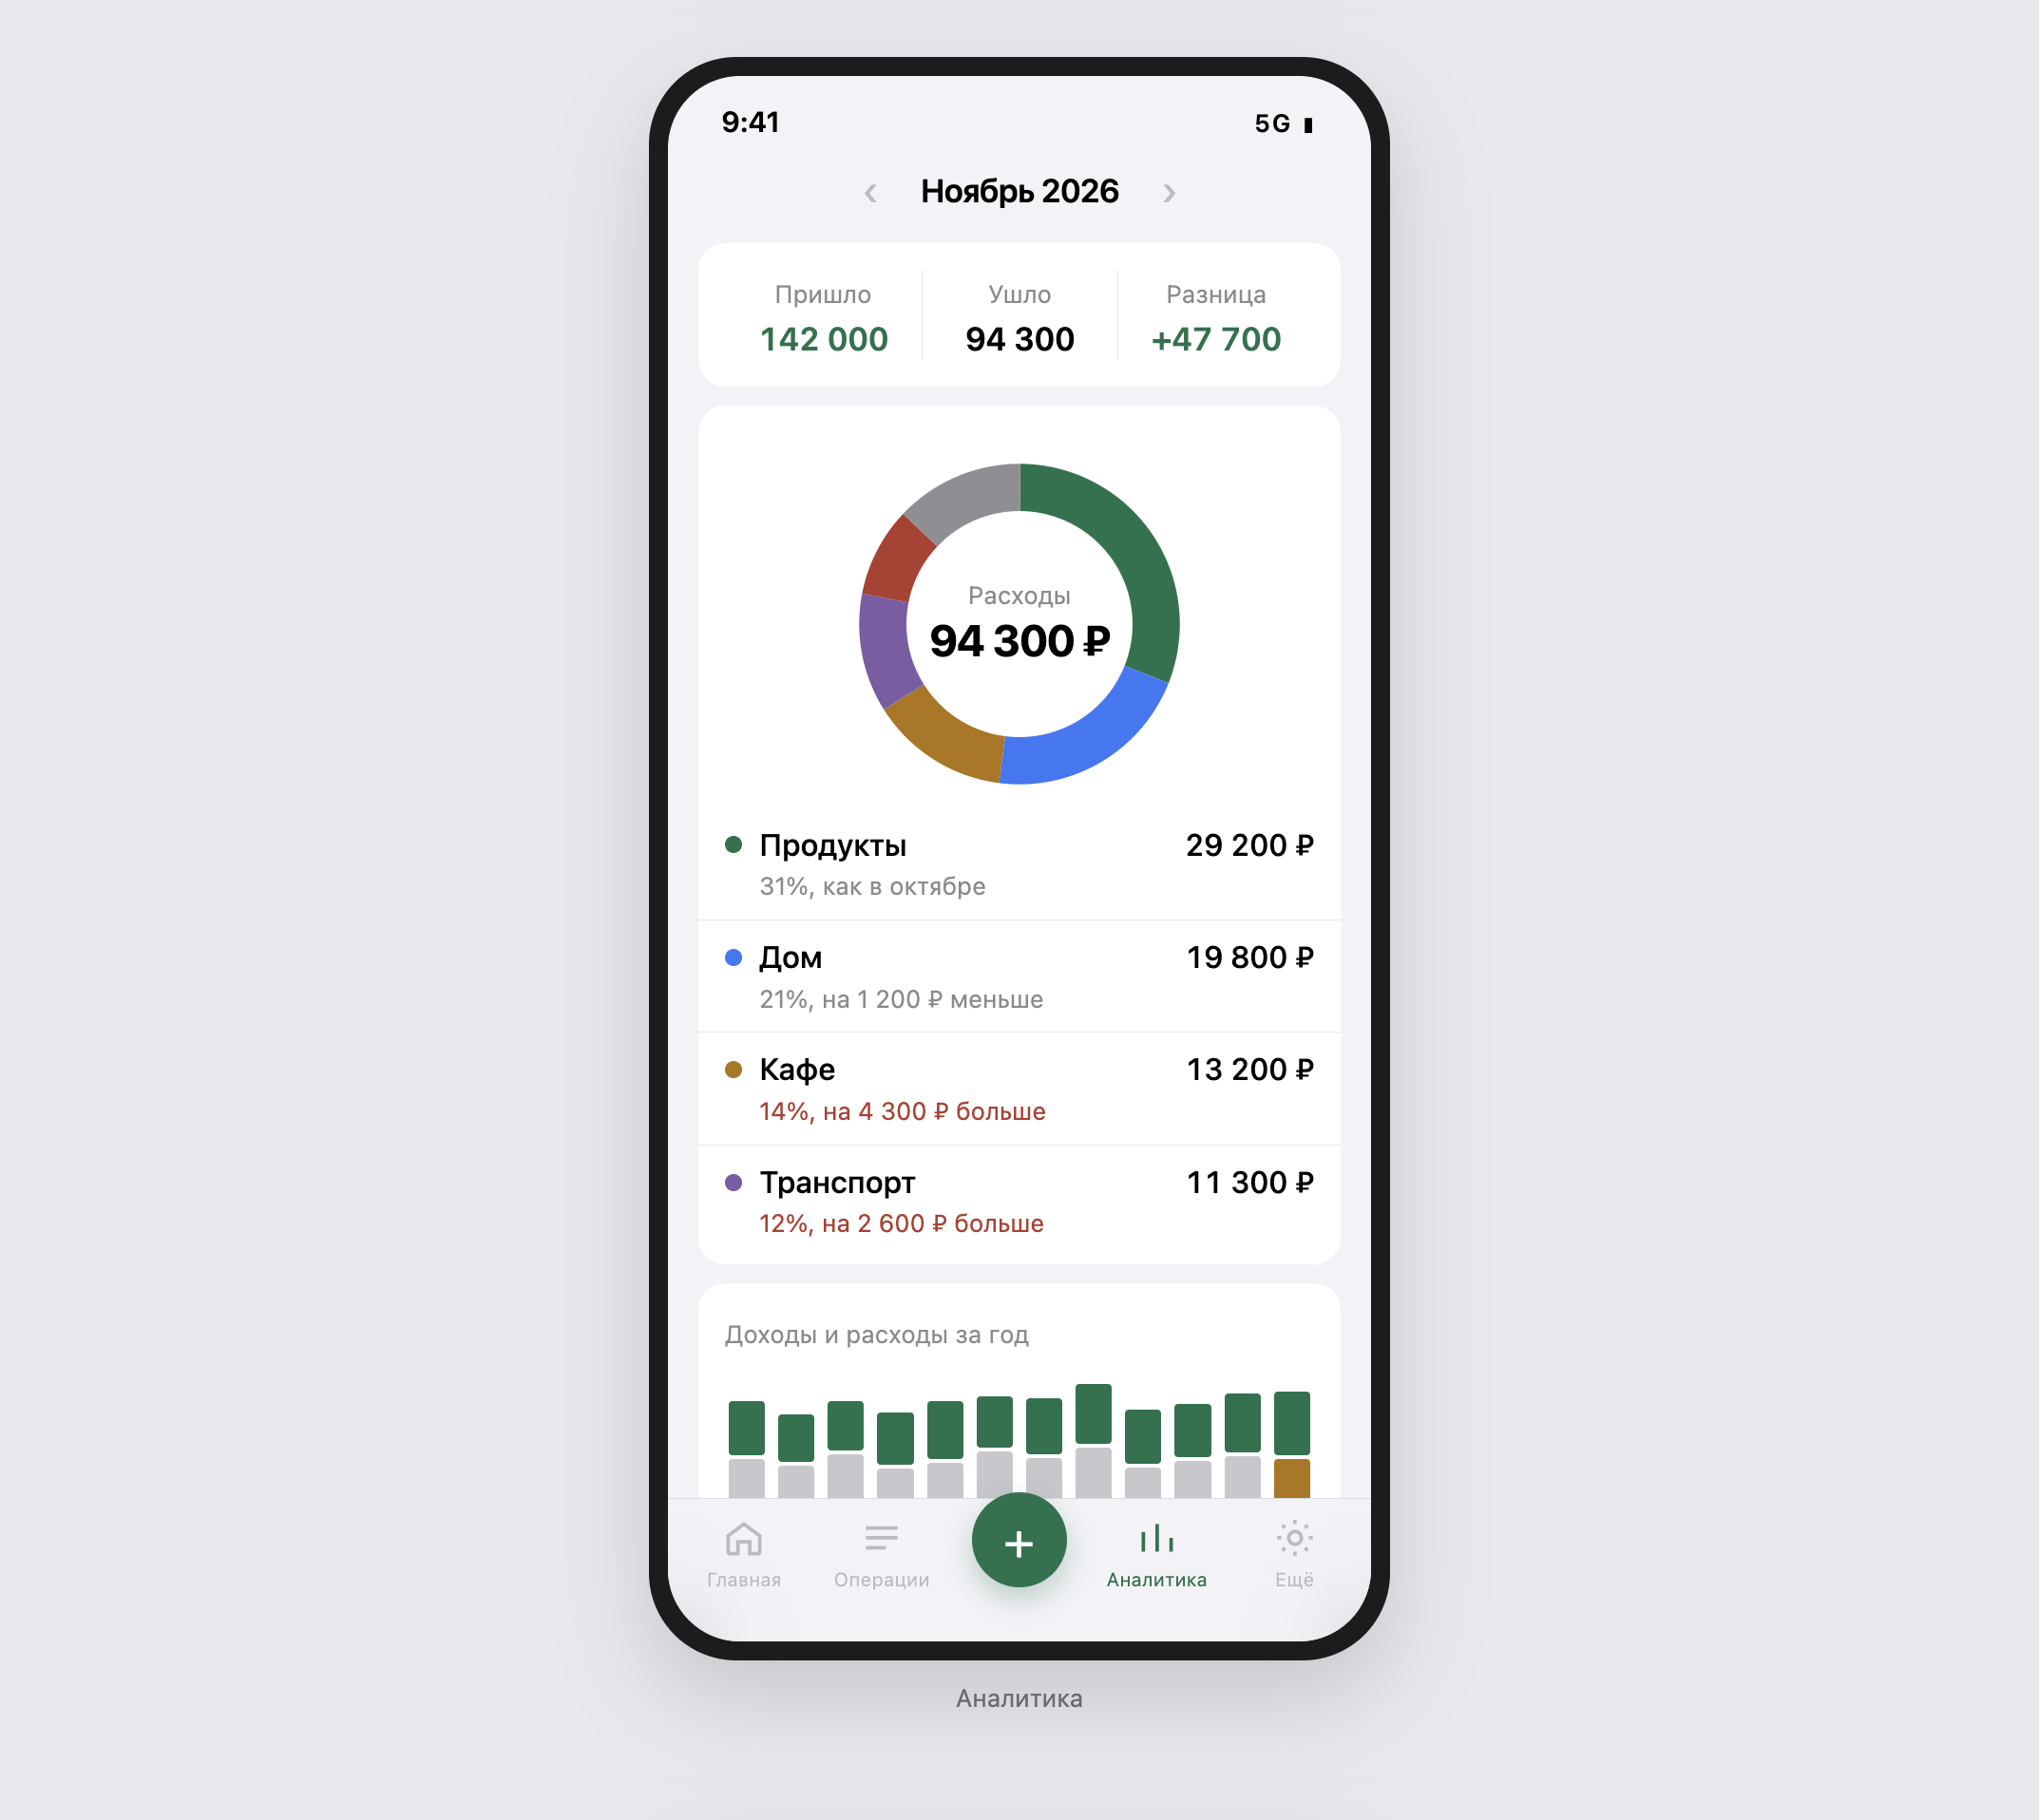 9:41
5G
‹ Ноябрь 2026 ›
Пришло Ушло Разница
142 000 94 300 +47 700
Расходы
94 300 ₽
Продукты 29 200 ₽
31%, как в октябре
Дом 19 800 ₽
21%, на 1 200 ₽ меньше
Кафе 13 200 ₽
14%, на 4 300 ₽ больше
Транспорт 11 300 ₽
12%, на 2 600 ₽ больше
Доходы и расходы за год
+
Главная Операции Аналитика Ещё
Аналитика